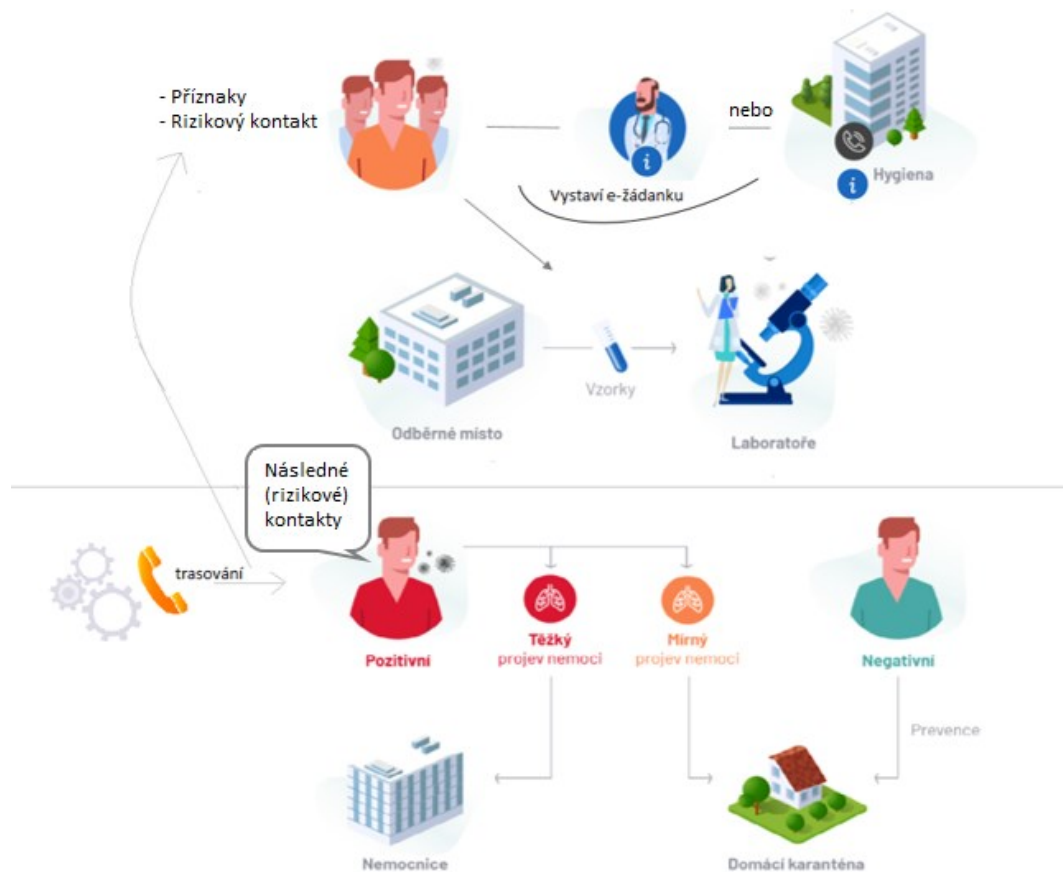 - Příznaky
- Rizikový kontakt
nebo
Hygiena
Vystaví e-žádanku
Vzorky
Odběrné místo
Laboratoře
Následné
(rizikové)
kontakty
trasování
Pozitivní
Těžký
projev nemoci
Mírný
projev nemoci
Negativní
Prevence
Nemocnice
Domácí karanténa